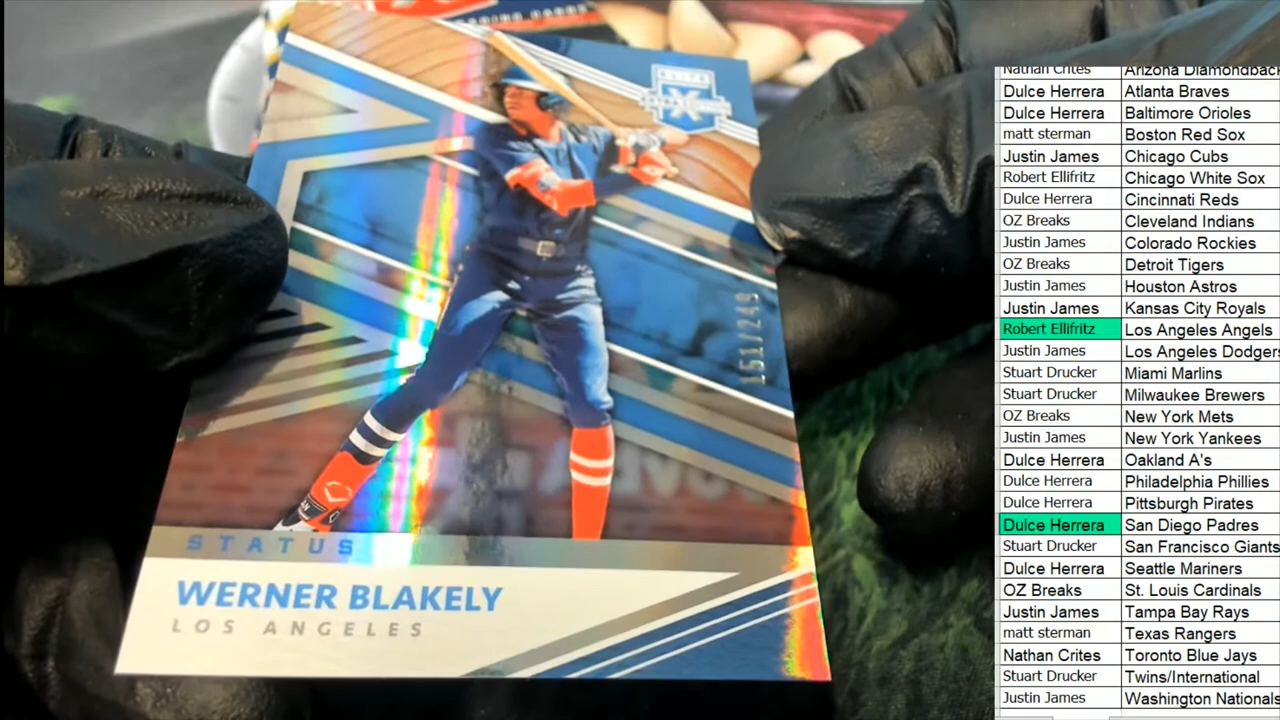 ELITE
151/249
STATUS
WERNER BLAKELY
LOS ANGELES
Nathan Crites Arizona Diamondback
Dulce Herrera Atlanta Braves
Dulce Herrera Baltimore Orioles
matt sterman Boston Red Sox
Justin James Chicago Cubs
Robert Ellifritz Chicago White Sox
Dulce Herrera Cincinnati Reds
OZ Breaks Cleveland Indians
Justin James Colorado Rockies
OZ Breaks Detroit Tigers
Justin James Houston Astros
Justin James Kansas City Royals
Robert Ellifritz Los Angeles Angels
Justin James Los Angeles Dodgers
Stuart Drucker Miami Marlins
Stuart Drucker Milwaukee Brewers
OZ Breaks New York Mets
Justin James New York Yankees
Dulce Herrera Oakland A's
Dulce Herrera Philadelphia Phillies
Dulce Herrera Pittsburgh Pirates
Dulce Herrera San Diego Padres
Stuart Drucker San Francisco Giants
Dulce Herrera Seattle Mariners
OZ Breaks St. Louis Cardinals
Justin James Tampa Bay Rays
matt sterman Texas Rangers
Nathan Crites Toronto Blue Jays
Stuart Drucker Twins/International
Justin James Washington Nationals